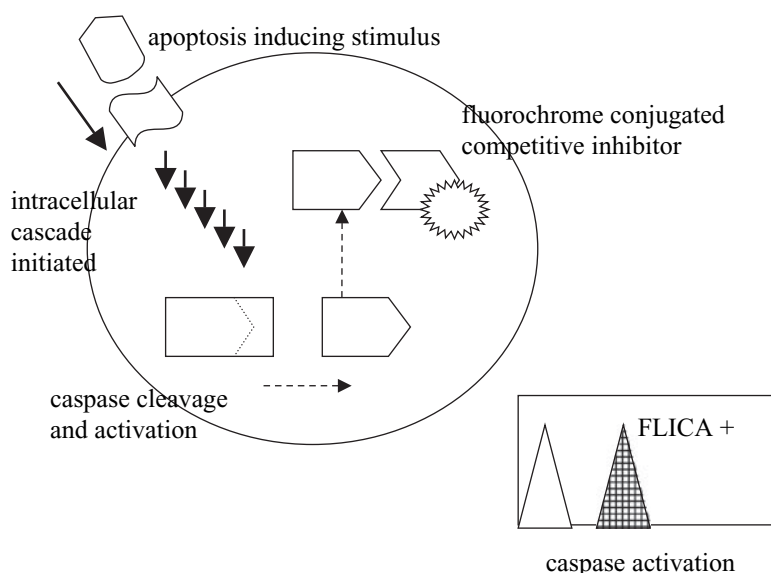 apoptosis inducing stimulus
fluorochrome conjugated
competitive inhibitor
intracellular
cascade
initiated
caspase cleavage
and activation
FLICA +
caspase activation